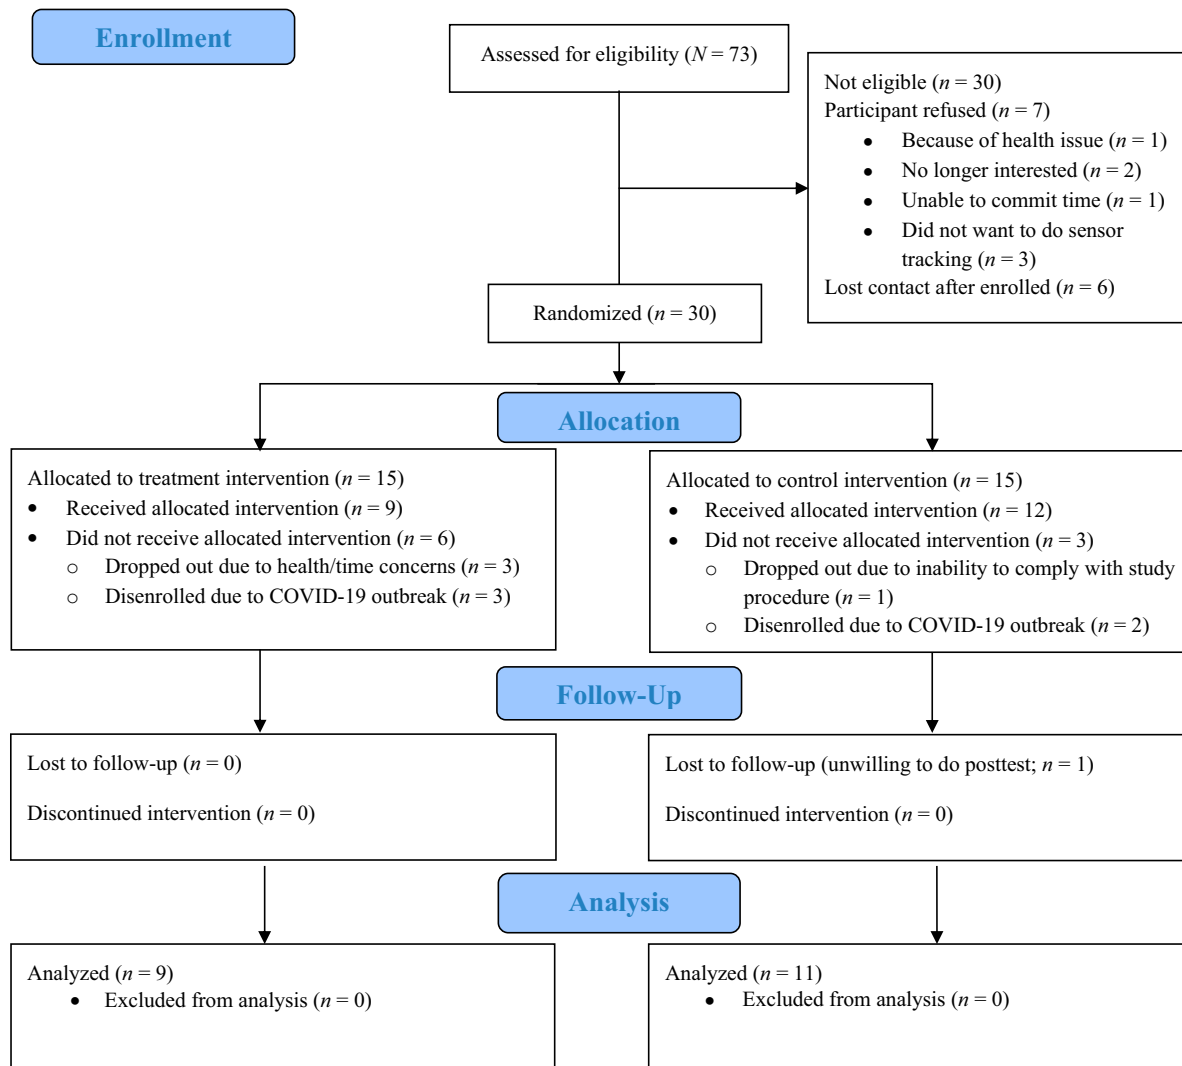 Enrollment
Assessed for eligibility (N = 73)
Not eligible (n = 30)
Participant refused (n = 7)
• Because of health issue (n = 1)
• No longer interested (n = 2)
• Unable to commit time (n = 1)
• Did not want to do sensor
tracking (n = 3)
Lost contact after enrolled (n = 6)
Randomized (n = 30)
Allocation
Allocated to treatment intervention (n = 15)
• Received allocated intervention (n = 9)
• Did not receive allocated intervention (n = 6)
o Dropped out due to health/time concerns (n = 3)
o Disenrolled due to COVID-19 outbreak (n = 3)
Allocated to control intervention (n = 15)
• Received allocated intervention (n = 12)
• Did not receive allocated intervention (n = 3)
o Dropped out due to inability to comply with study
procedure (n = 1)
o Disenrolled due to COVID-19 outbreak (n = 2)
Follow-Up
Lost to follow-up (n = 0)
Discontinued intervention (n = 0)
Lost to follow-up (unwilling to do posttest; n = 1)
Discontinued intervention (n = 0)
Analysis
Analyzed (n = 9)
• Excluded from analysis (n = 0)
Analyzed (n = 11)
• Excluded from analysis (n = 0)